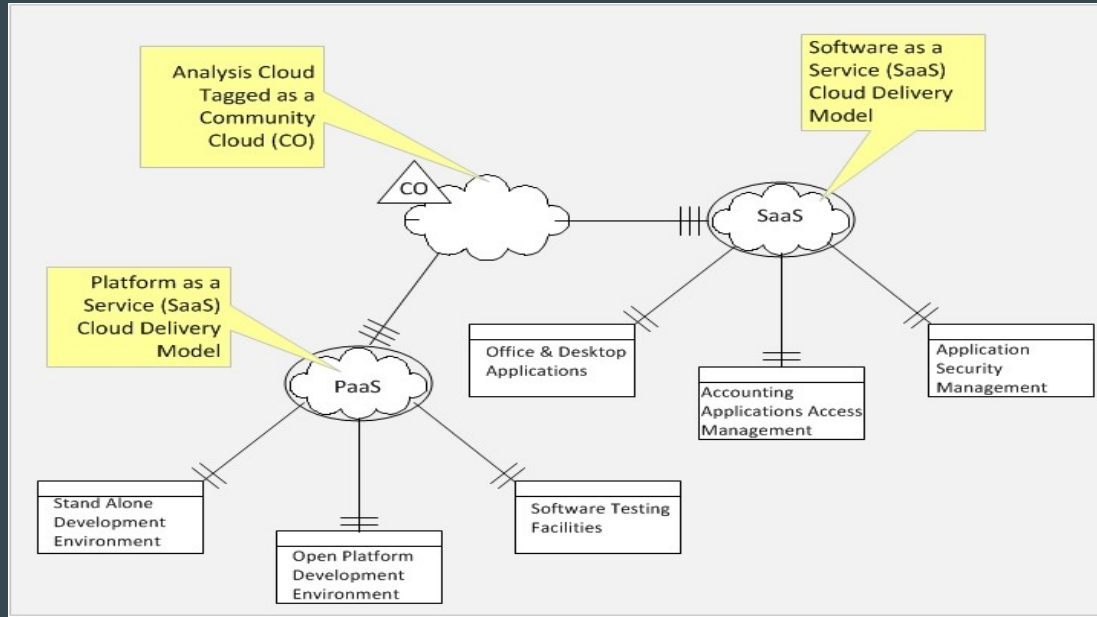 Analysis Cloud
Tagged as a
Community
Cloud (CO)
Software as a
Service (SaaS)
Cloud Delivery
Model
CO
SaaS
Platform as a
Service (SaaS)
Cloud Delivery
Model
PaaS
Office & Desktop
Applications
Accounting
Applications Access
Management
Application
Security
Management
Stand Alone
Development
Environment
Open Platform
Development
Environment
Software Testing
Facilities